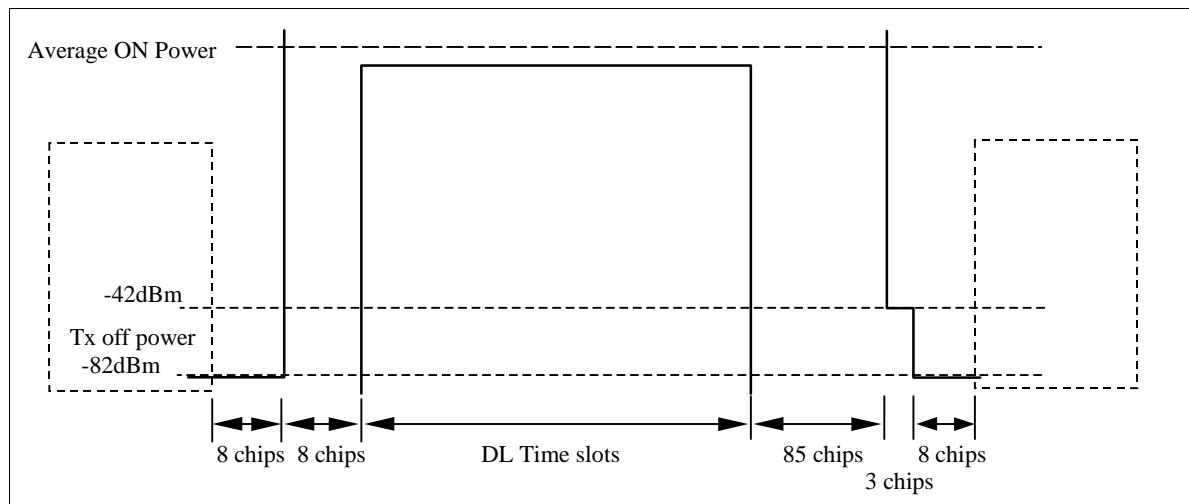 Average ON Power
-42dBm
Tx off power
-82dBm
8 chips
8 chips
DL Time slots
85 chips
8 chips
3 chips